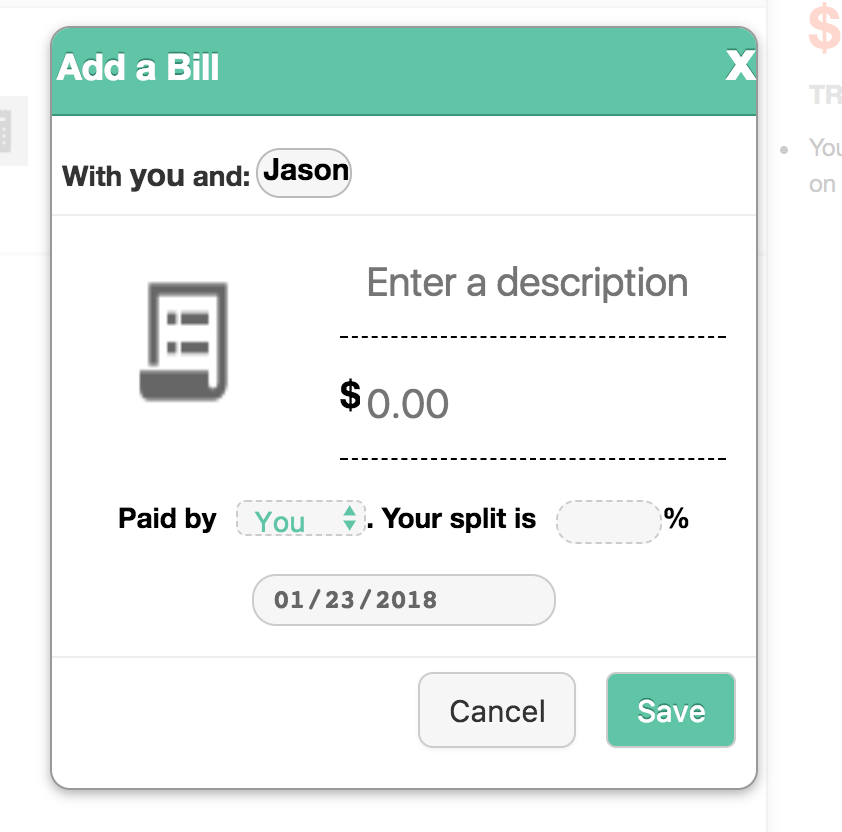 Add a Bill X
With you and: Jason
Enter a description
$ 0.00
Paid by You . Your split is %
01/23/2018
Cancel Save
$
TR
You
on